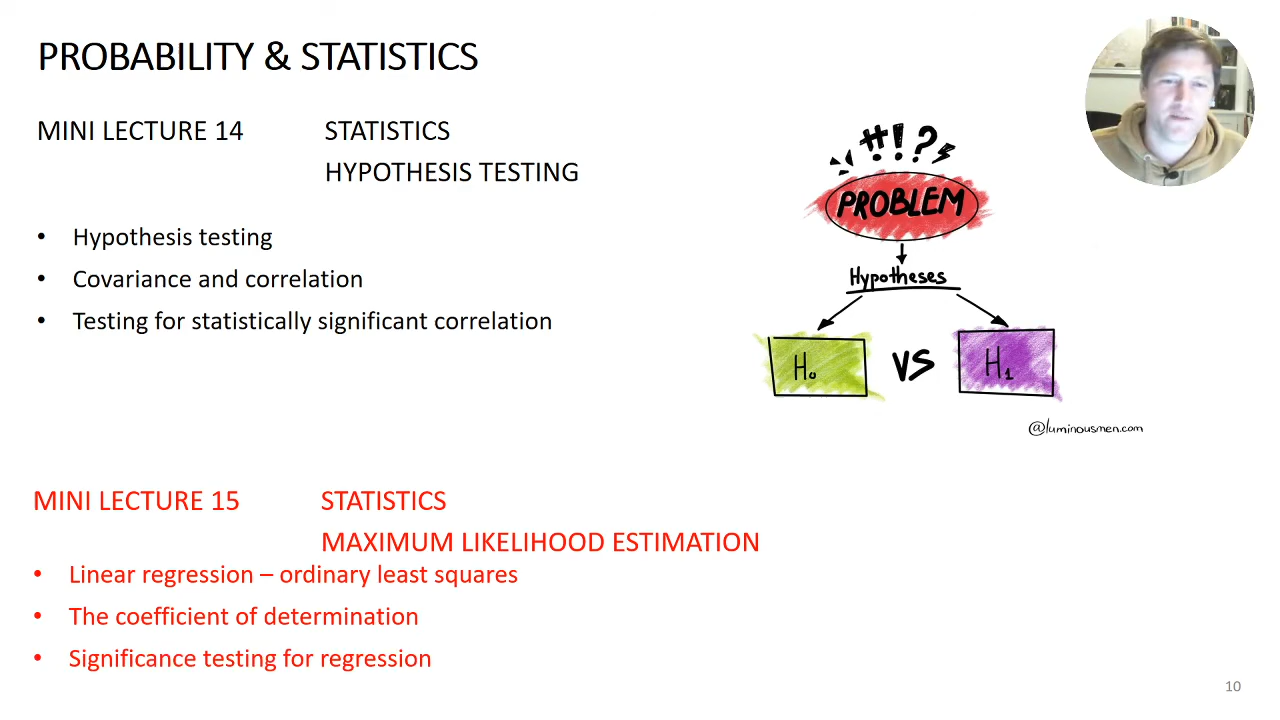 PROBABILITY & STATISTICS
MINI LECTURE 14 STATISTICS
HYPOTHESIS TESTING
• Hypothesis testing
• Covariance and correlation
• Testing for statistically significant correlation
#!?
PROBLEM
Hypotheses
H₀ VS H₁
@luminousmen.com
MINI LECTURE 15 STATISTICS
MAXIMUM LIKELIHOOD ESTIMATION
• Linear regression – ordinary least squares
• The coefficient of determination
• Significance testing for regression
10